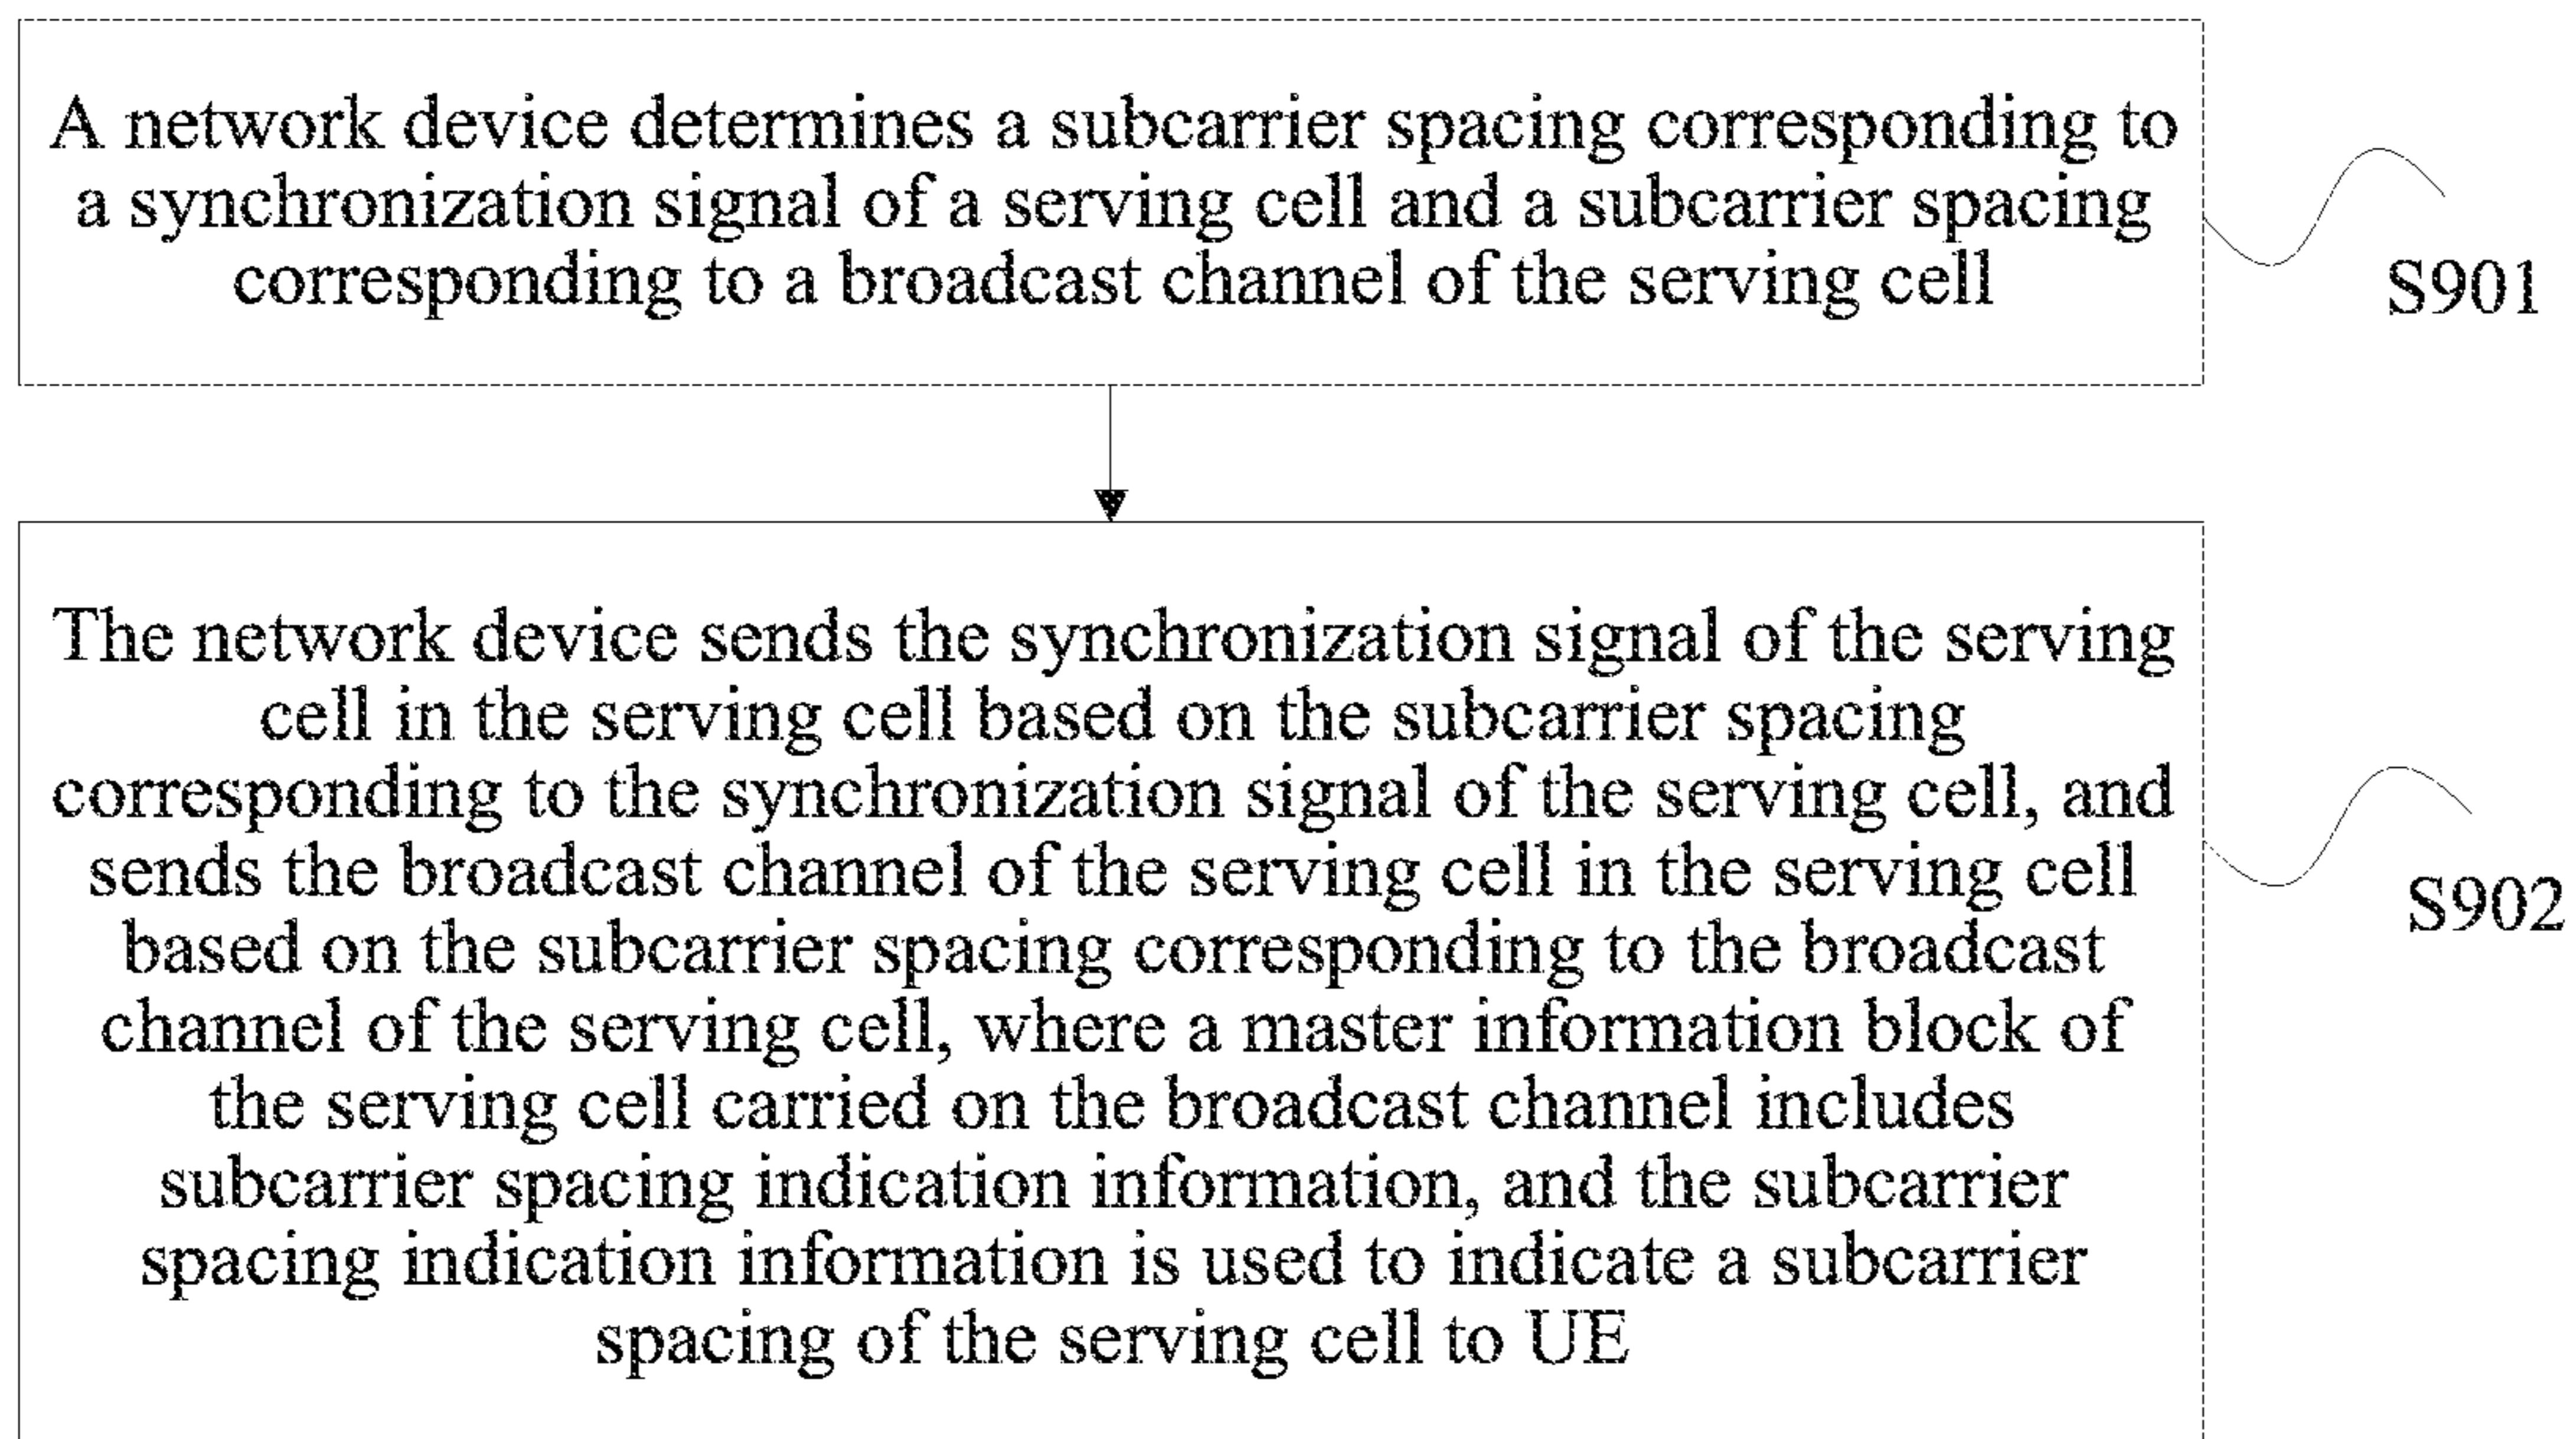 A network device determines a subcarrier spacing corresponding to
a synchronization signal of a serving cell and a subcarrier spacing
corresponding to a broadcast channel of the serving cell
S901
The network device sends the synchronization signal of the serving
cell in the serving cell based on the subcarrier spacing
corresponding to the synchronization signal of the serving cell, and
sends the broadcast channel of the serving cell in the serving cell
based on the subcarrier spacing corresponding to the broadcast
channel of the serving cell, where a master information block of
the serving cell carried on the broadcast channel includes
subcarrier spacing indication information, and the subcarrier
spacing indication information is used to indicate a subcarrier
spacing of the serving cell to UE
S902